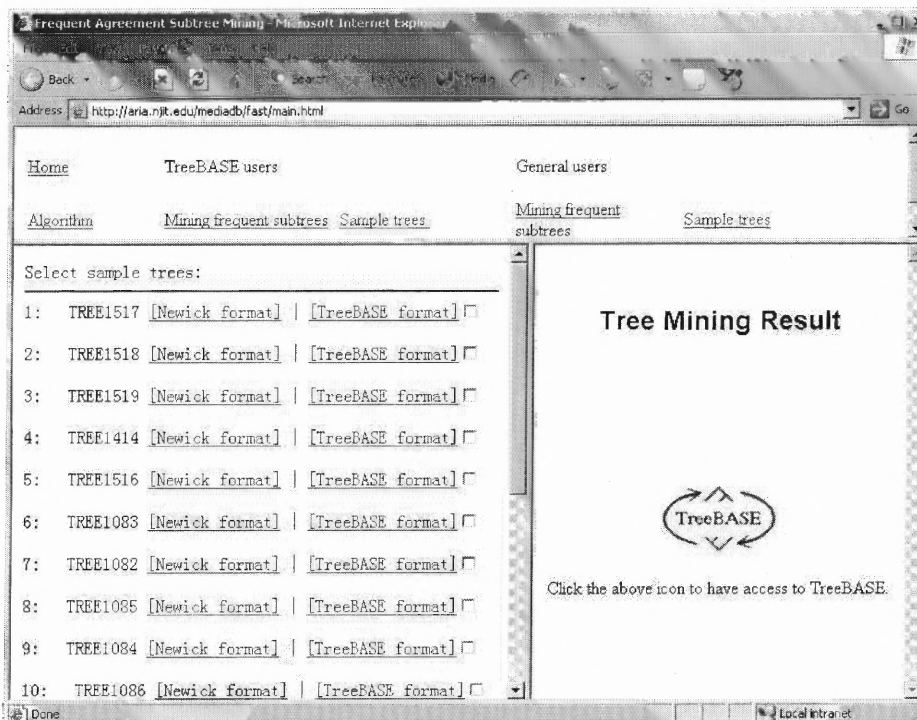 Frequent Agreement Subtree Mining - Microsoft Internet Explorer
Back
Search
Media
Address http://aria.njit.edu/mediadb/fast/main.html Go
Home TreeBASE users General users
Algorithm Mining frequent subtrees Sample trees Mining frequent subtrees Sample trees
Select sample trees:
1: TREE1517 [Newick format] | [TreeBASE format]
2: TREE1518 [Newick format] | [TreeBASE format]
3: TREE1519 [Newick format] | [TreeBASE format]
4: TREE1414 [Newick format] | [TreeBASE format]
5: TREE1516 [Newick format] | [TreeBASE format]
6: TREE1083 [Newick format] | [TreeBASE format]
7: TREE1082 [Newick format] | [TreeBASE format]
8: TREE1085 [Newick format] | [TreeBASE format]
9: TREE1084 [Newick format] | [TreeBASE format]
10: TREE1086 [Newick format] | [TreeBASE format]
Tree Mining Result
TreeBASE
Click the above icon to have access to TreeBASE.
Done Local intranet